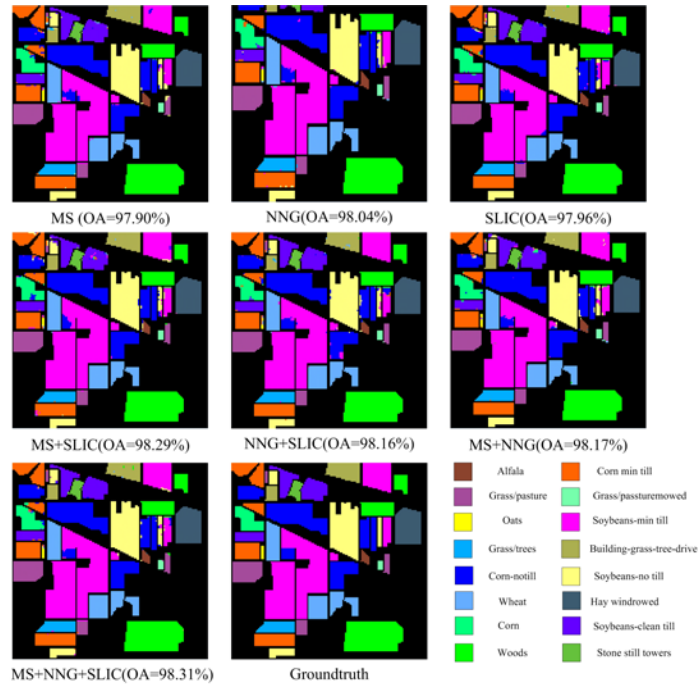 MS (OA=97.90%)
NNG(OA=98.04%)
SLIC(OA=97.96%)
MS+SLIC(OA=98.29%)
NNG+SLIC(OA=98.16%)
MS+NNG(OA=98.17%)
MS+NNG+SLIC(OA=98.31%)
Groundtruth
Alfala
Corn min till
Grass/pasture
Grass/passturemowed
Oats
Soybeans-min till
Grass/trees
Building-grass-tree-drive
Corn-notill
Soybeans-no till
Wheat
Hay windrowed
Corn
Soybeans-clean till
Woods
Stone still towers